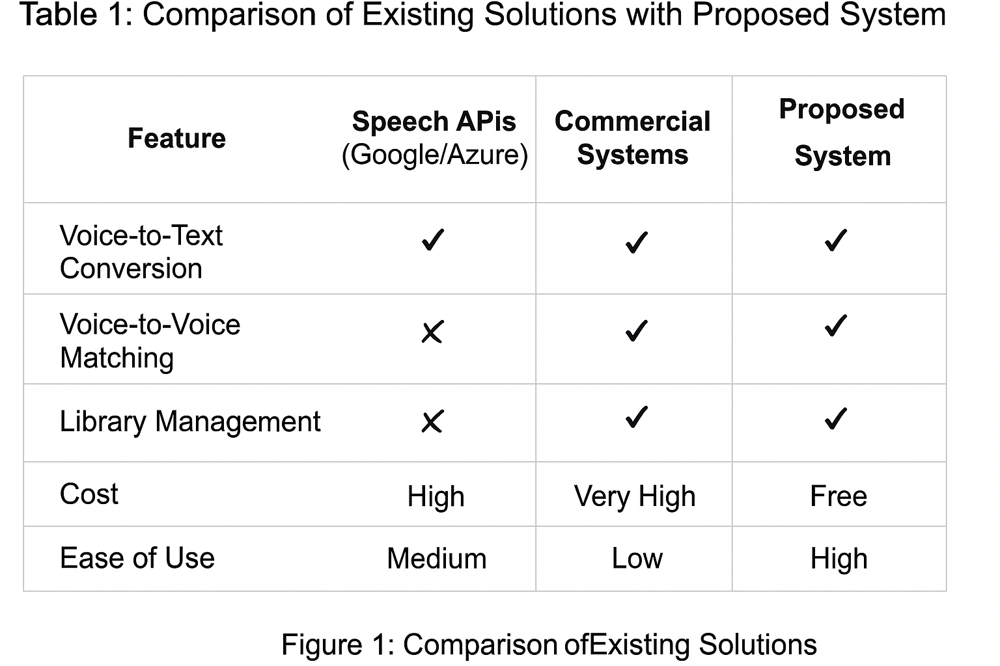 Table 1: Comparison of Existing Solutions with Proposed System
Feature
Speech APis
(Google/Azure)
Commercial
Systems
Proposed
System
Voice-to-Text
Conversion
✓ ✓ ✓
Voice-to-Voice
Matching
✗ ✓ ✓
Library Management ✗ ✓ ✓
Cost High Very High Free
Ease of Use Medium Low High
Figure 1: Comparison ofExisting Solutions